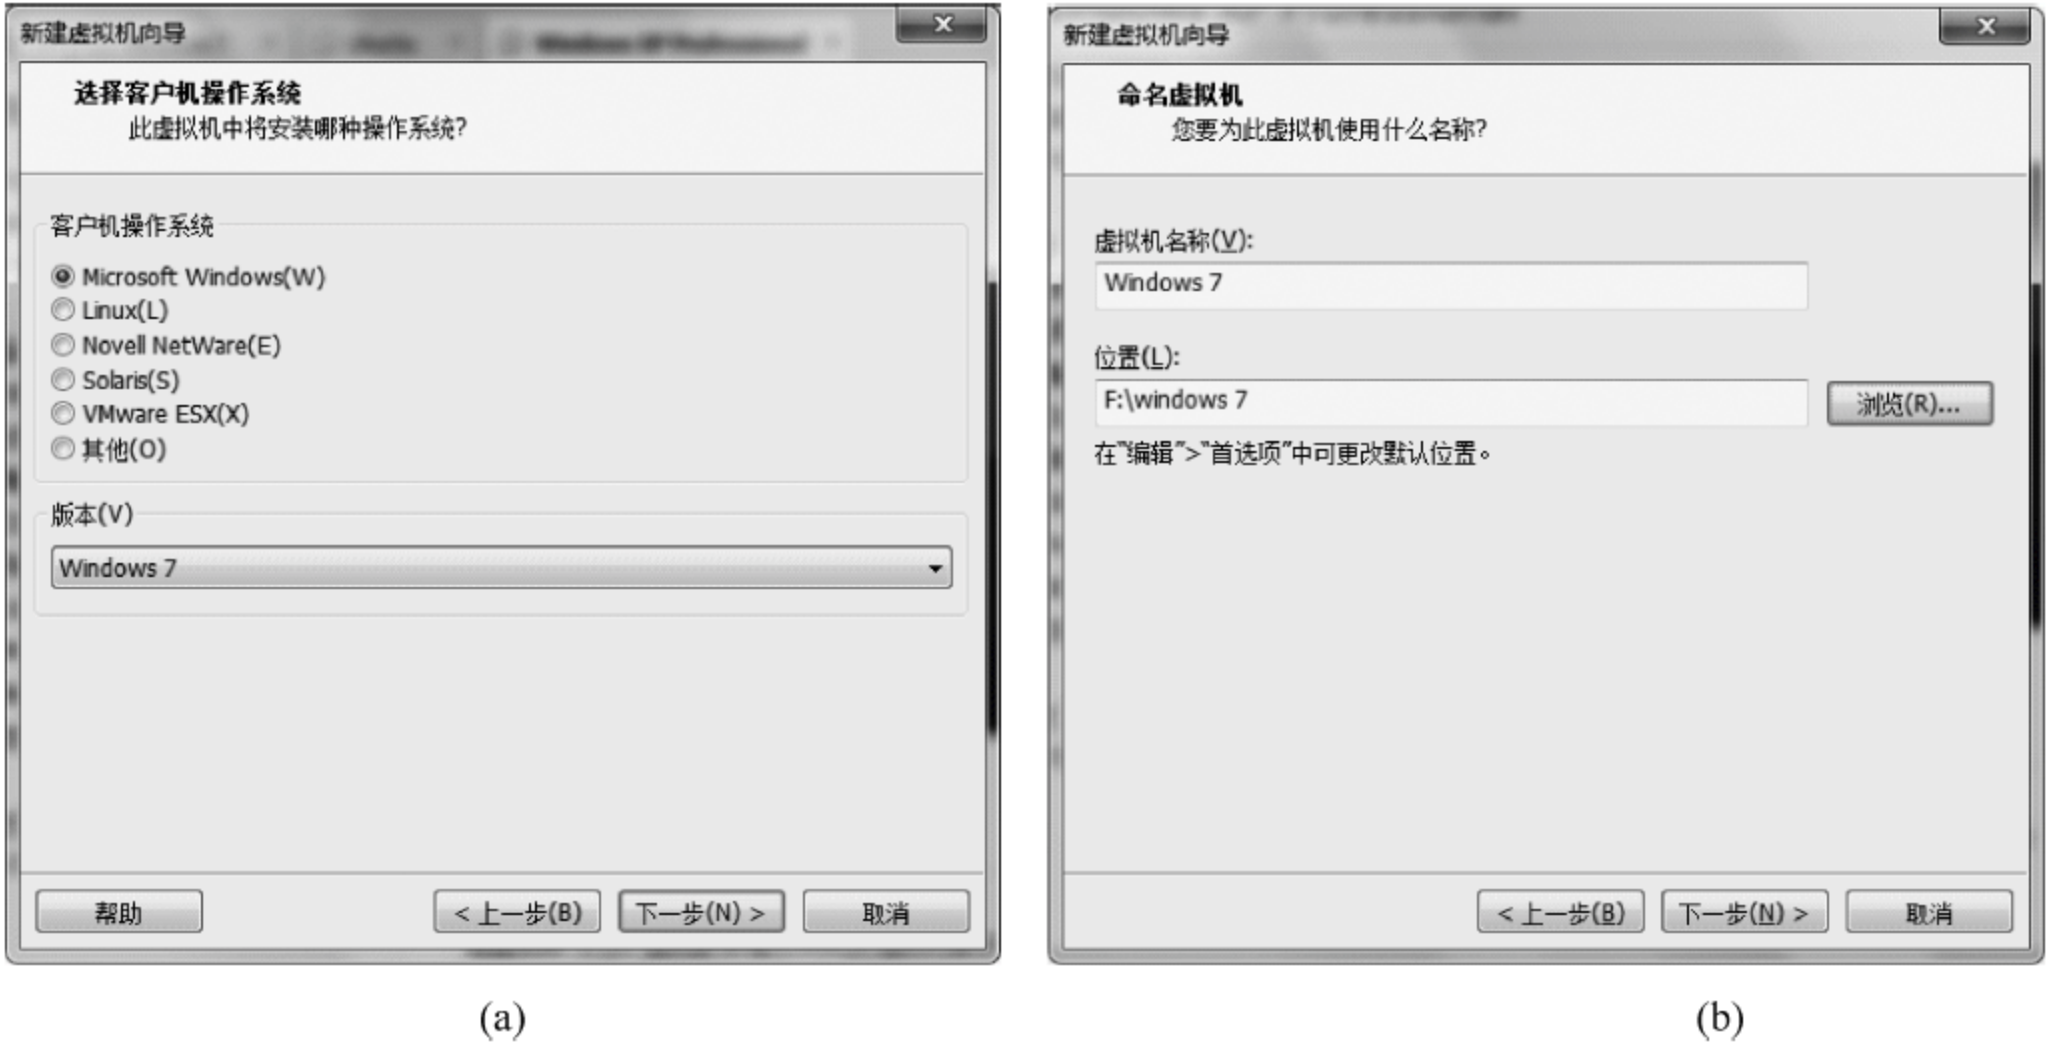 新建虚拟机向导
选择客户机操作系统
此虚拟机中将安装哪种操作系统?
客户机操作系统
Microsoft Windows(W)
Linux(L)
Novell NetWare(E)
Solaris(S)
VMware ESX(X)
其他(O)
版本(V)
Windows 7
帮助
< 上一步(B)
下一步(N) >
取消
(a)
新建虚拟机向导
命名虚拟机
您要为此虚拟机使用什么名称?
虚拟机名称(V):
Windows 7
位置(L):
F:\windows 7
浏览(R)...
在"编辑">"首选项"中可更改默认位置。
< 上一步(B)
下一步(N) >
取消
(b)